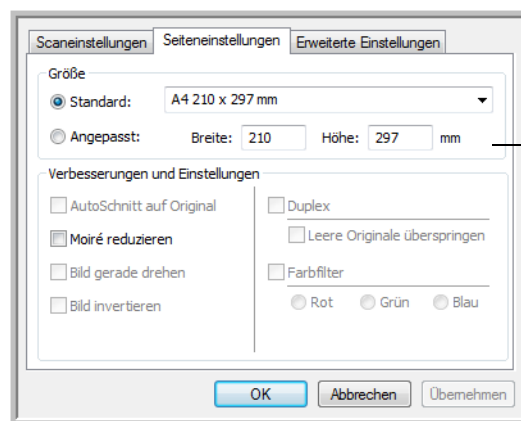 Scaneinstellungen Seiteneinstellungen Erweiterte Einstellungen
Größe
Standard: A4 210 x 297 mm
Angepasst: Breite: 210 Höhe: 297 mm
Verbesserungen und Einstellungen
AutoSchnitt auf Original
Moiré reduzieren
Bild gerade drehen
Bild invertieren
Duplex
Leere Originale überspringen
Farbfilter
Rot Grün Blau
OK Abbrechen Übernehmen